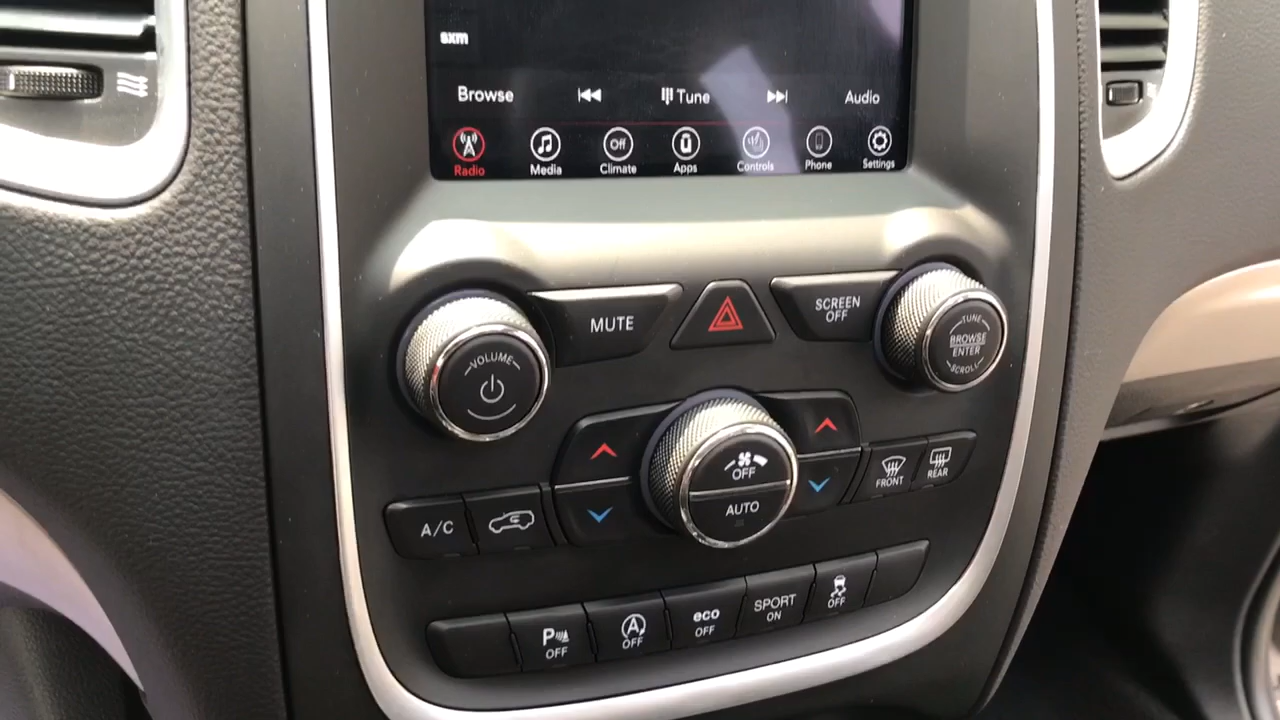 sxm
Browse Tune Audio
Radio Media Off Climate Apps Controls Phone Settings
MUTE
SCREEN
OFF
VOLUME
TUNE
BROWSE
ENTER
SCROLL
OFF
AUTO
A/C
FRONT
REAR
P
OFF
A
OFF
eco
OFF
SPORT
ON
OFF